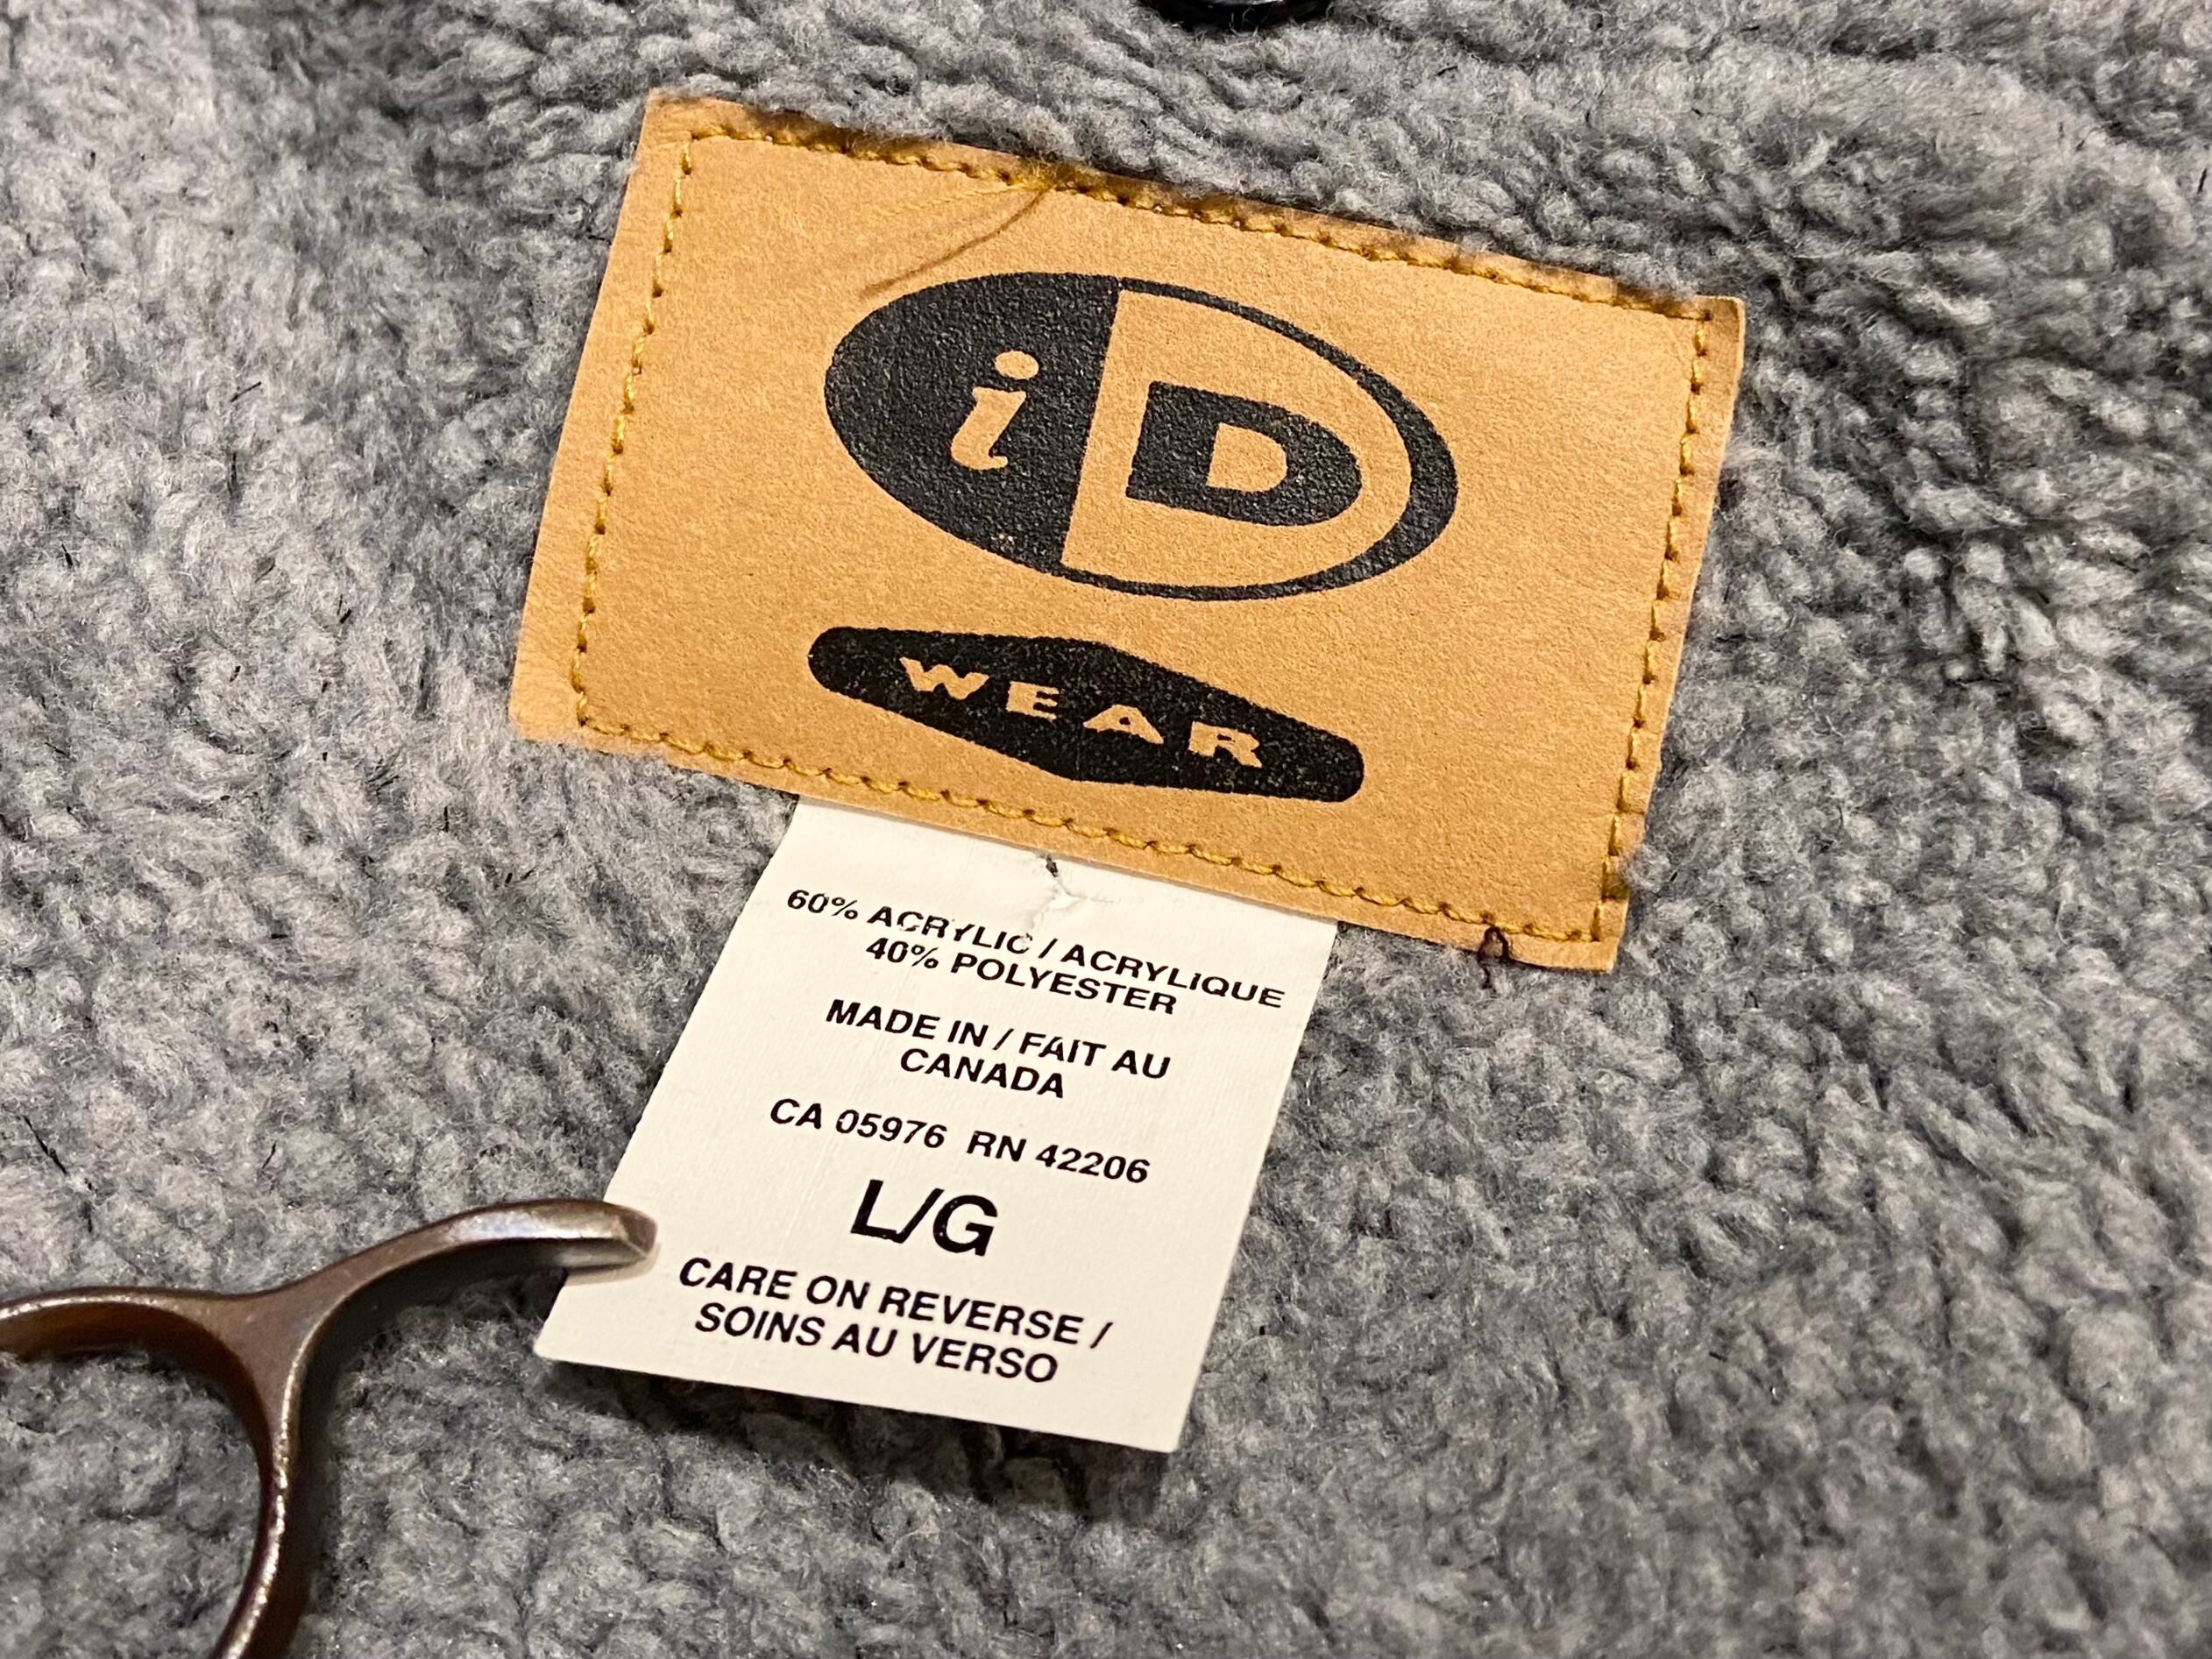 iD
WEAR
60% ACRYLIC / ACRYLIQUE
40% POLYESTER
MADE IN / FAIT AU
CANADA
CA 05976 RN 42206
L/G
CARE ON REVERSE /
SOINS AU VERSO